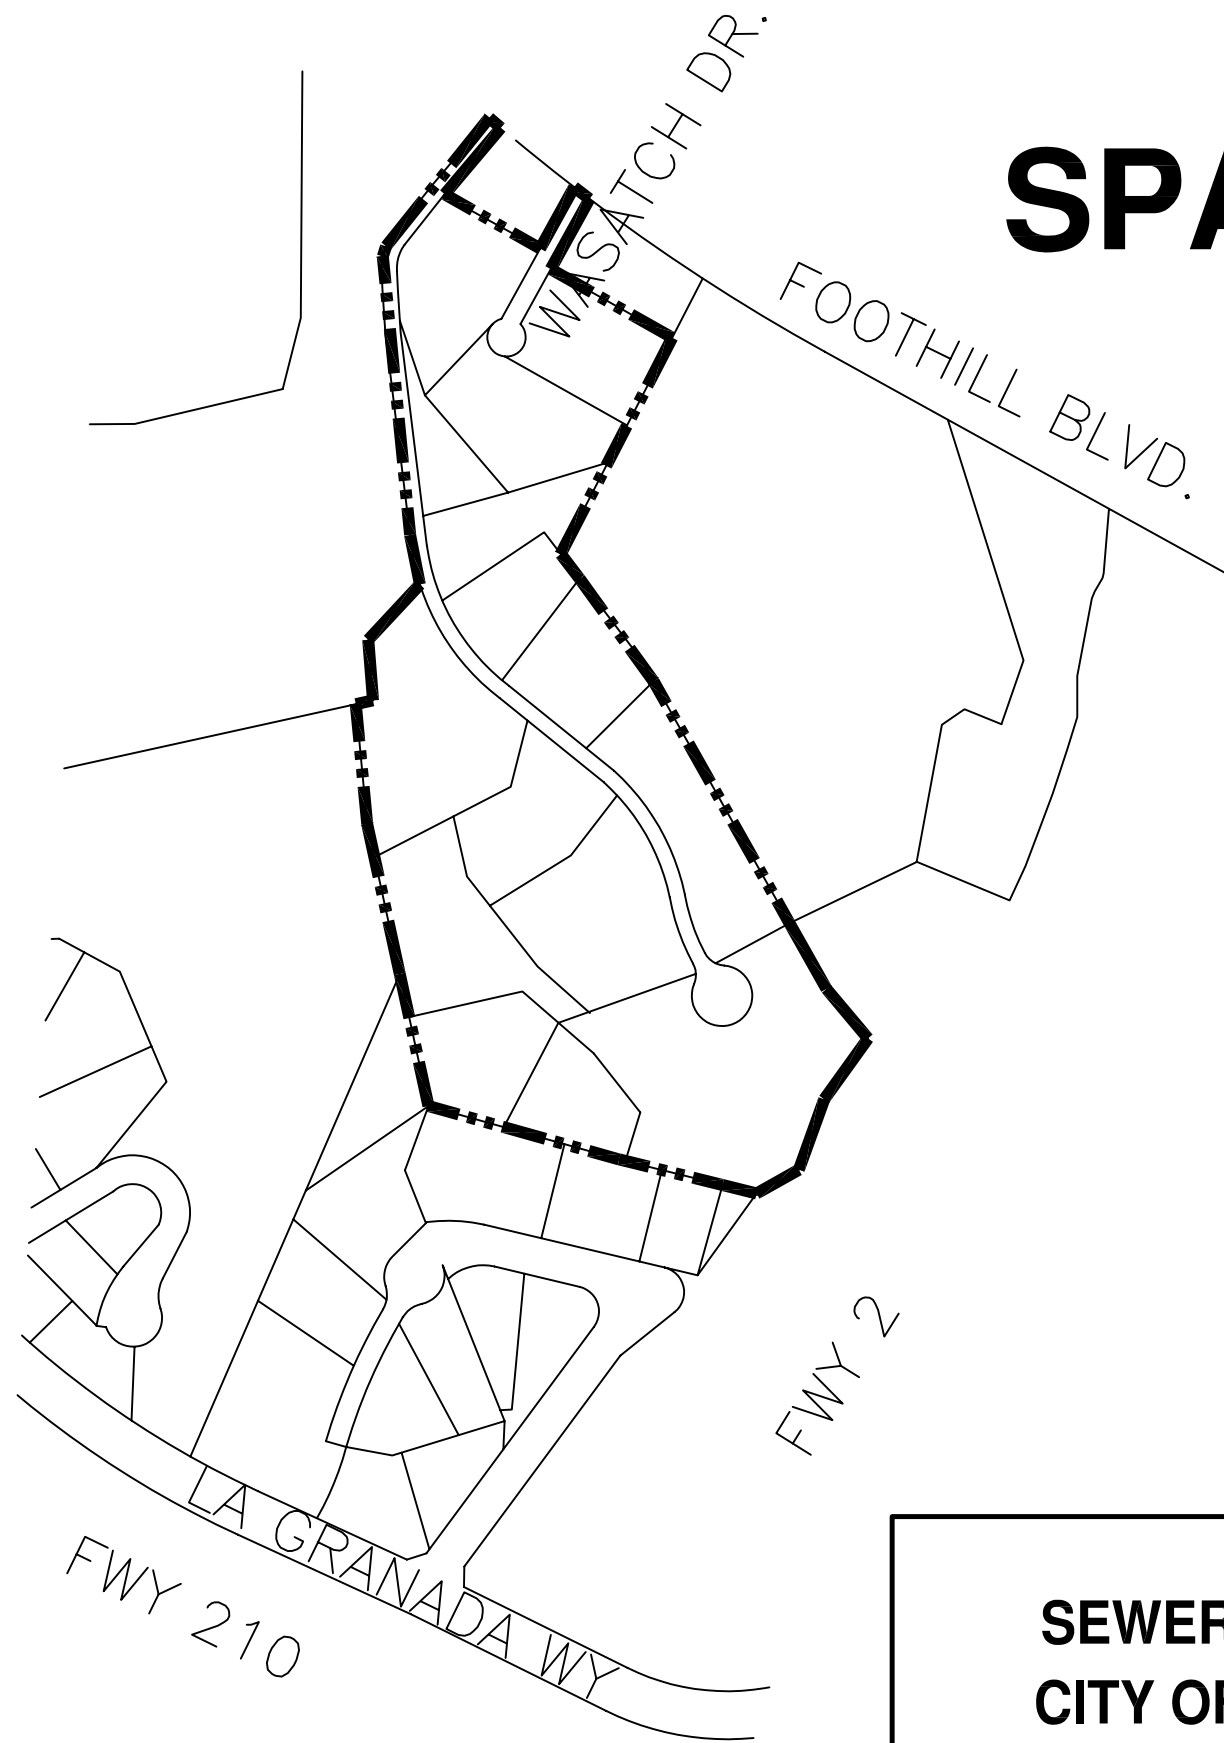 WASATCH DR.
SPA
FOOTHILL BLVD.
FWY 2
LA GRANADA WY
FWY 210
SEWER
CITY OF